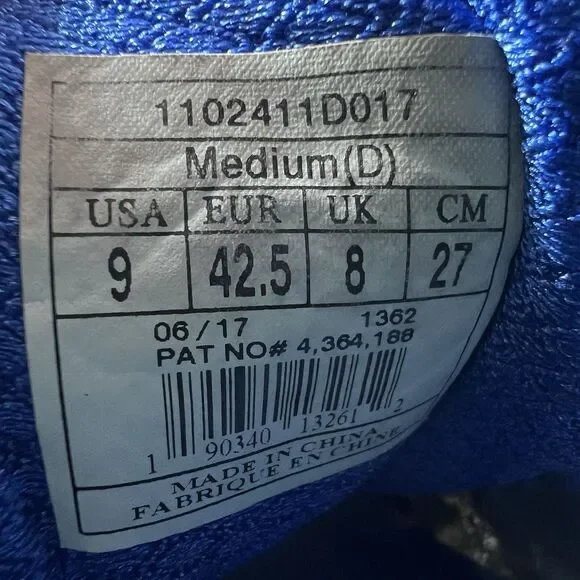 1102411D017
Medium(D)
USA EUR UK CM
9 42.5 8 27
06/17 1362
PAT NO# 4,364,188
1 90340 13261 2
MADE IN CHINA
FABRIQUE EN CHINE